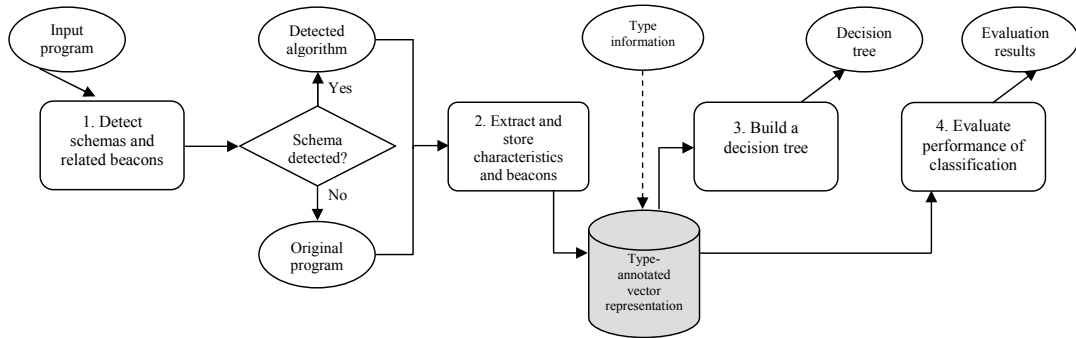 Input
program
1. Detect
schemas and
related beacons
Detected
algorithm
Yes
Schema
detected?
No
Original
program
2. Extract and
store
characteristics
and beacons
Type
information
Type-
annotated
vector
representation
3. Build a
decision tree
Decision
tree
4. Evaluate
performance of
classification
Evaluation
results